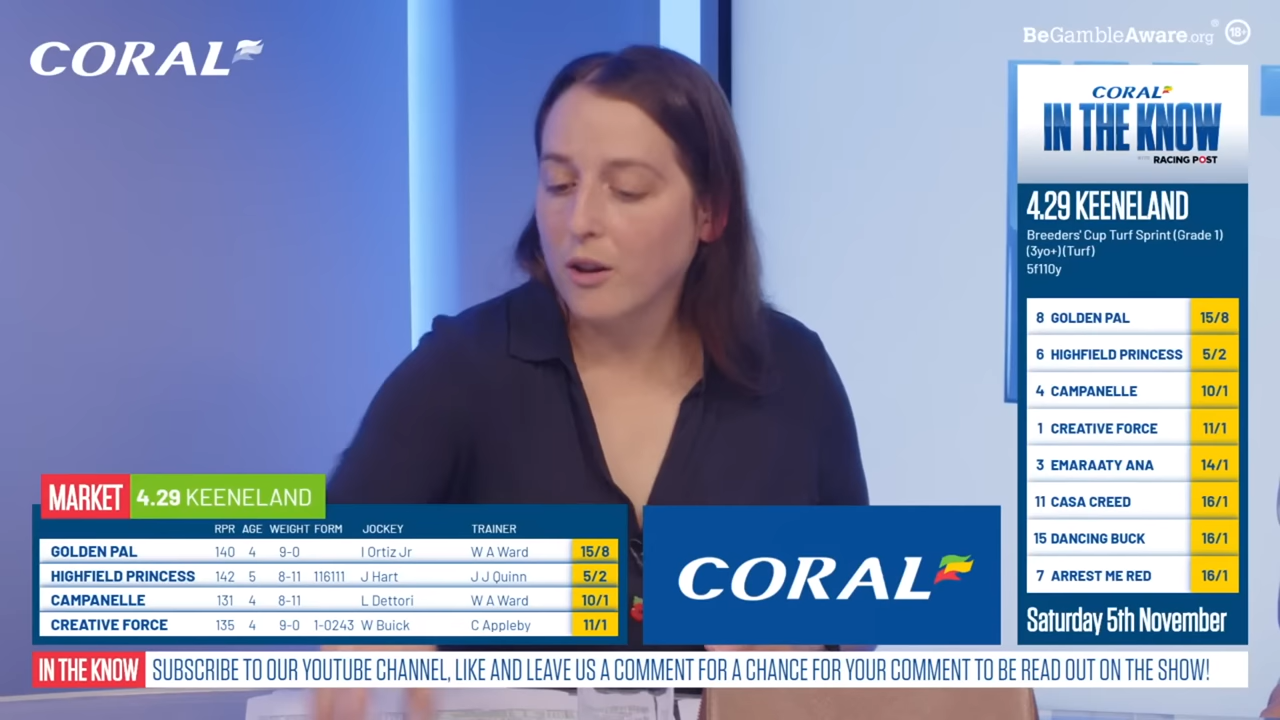 CORAL
BeGambleAware.org® 18+
CORAL
IN THE KNOW
WITH RACING POST
4.29 KEENELAND
Breeders' Cup Turf Sprint (Grade 1)
(3yo+) (Turf)
5f110y
8 GOLDEN PAL 15/8
6 HIGHFIELD PRINCESS 5/2
4 CAMPANELLE 10/1
1 CREATIVE FORCE 11/1
3 EMARAATY ANA 14/1
11 CASA CREED 16/1
15 DANCING BUCK 16/1
7 ARREST ME RED 16/1
Saturday 5th November
MARKET 4.29 KEENELAND
RPR AGE WEIGHT FORM JOCKEY TRAINER
GOLDEN PAL 140 4 9-0 I Ortiz Jr W A Ward 15/8
HIGHFIELD PRINCESS 142 5 8-11 116111 J Hart J J Quinn 5/2
CAMPANELLE 131 4 8-11 L Dettori W A Ward 10/1
CREATIVE FORCE 135 4 9-0 1-0243 W Buick C Appleby 11/1
CORAL
IN THE KNOW SUBSCRIBE TO OUR YOUTUBE CHANNEL, LIKE AND LEAVE US A COMMENT FOR A CHANCE FOR YOUR COMMENT TO BE READ OUT ON THE SHOW!